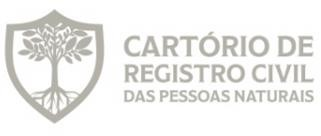 CARTÓRIO DE
REGISTRO CIVIL
DAS PESSOAS NATURAIS